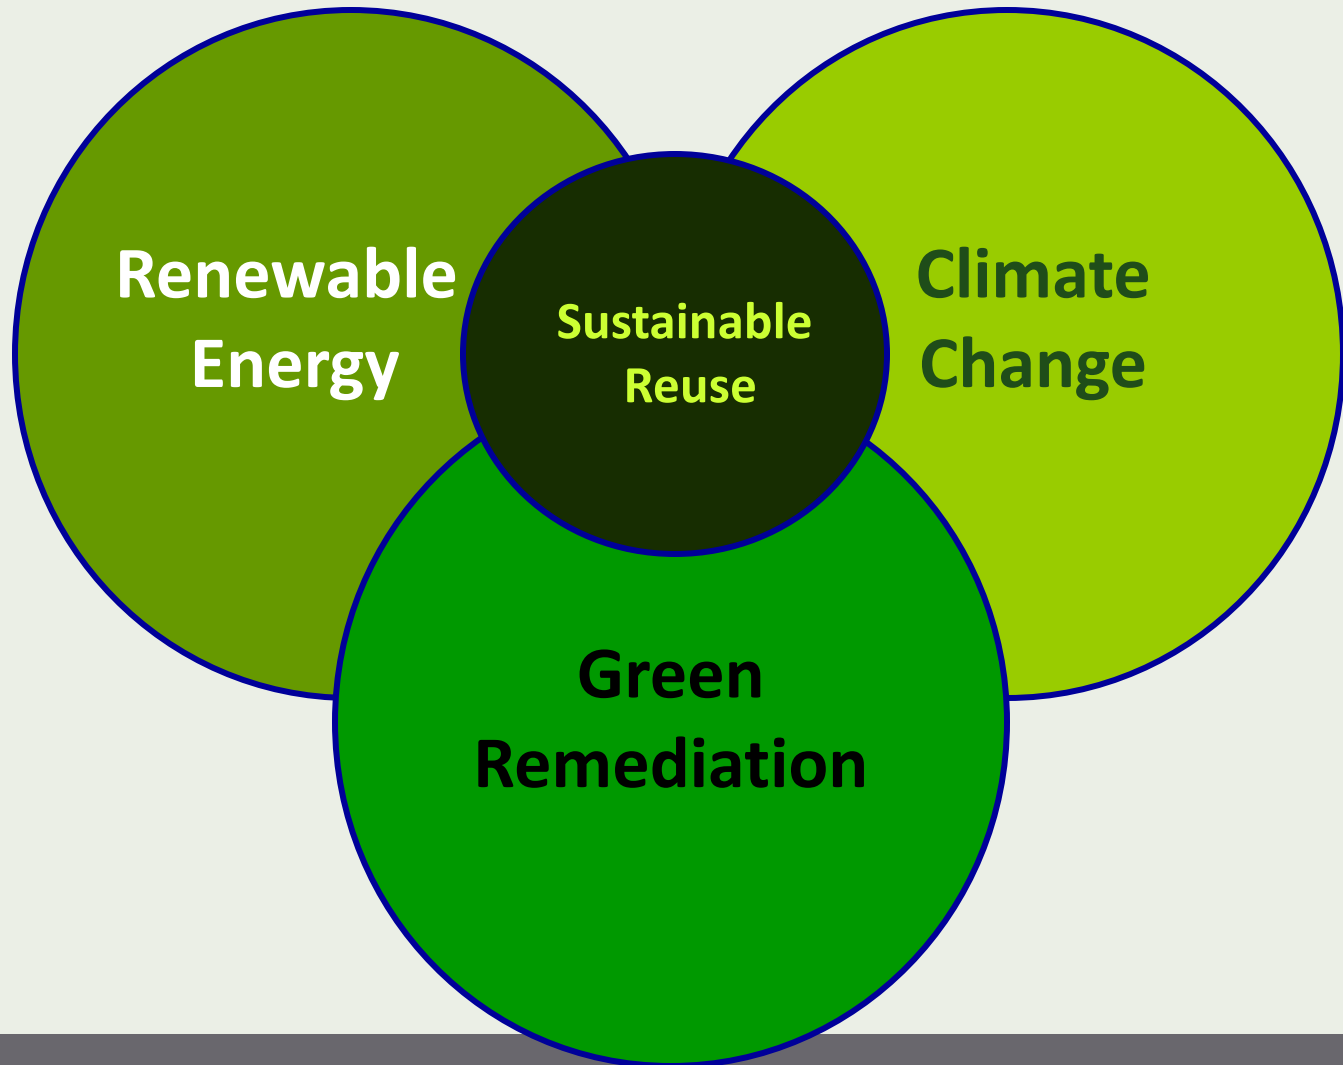 Renewable
Energy
Sustainable
Reuse
Climate
Change
Green
Remediation